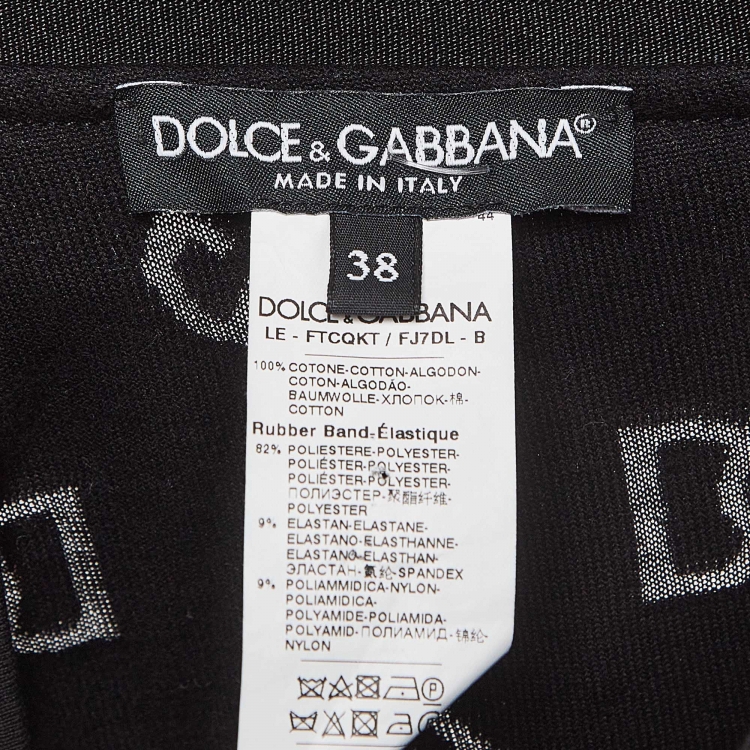 DOLCE & GABBANA®
MADE IN ITALY
44
38
DOLCE & GABBANA
LE - FTCQKT / FJ7DL - B
100% COTONE-COTTON-ALGODON-
COTON-ALGODÃO-
BAUMWOLLE-ХЛОПОК-棉-
COTTON
Rubber Band-Élastique
82% POLIESTERE-POLYESTER-
POLIÉSTER-POLYESTER-
POLIÉSTER-POLYESTER-
ПОЛИЭСТЕР-聚酯纤维-
POLYESTER
9% ELASTAN-ELASTANE-
ELASTANO-ELASTHANNE-
ELASTANO-ELASTHAN-
ЭЛАСТАН-氨纶-SPANDEX
9% POLIAMMIDICA-NYLON-
POLIAMIDICA-
POLYAMIDE-POLIAMIDA-
POLYAMID-ПОЛИАМИД-锦纶-
NYLON